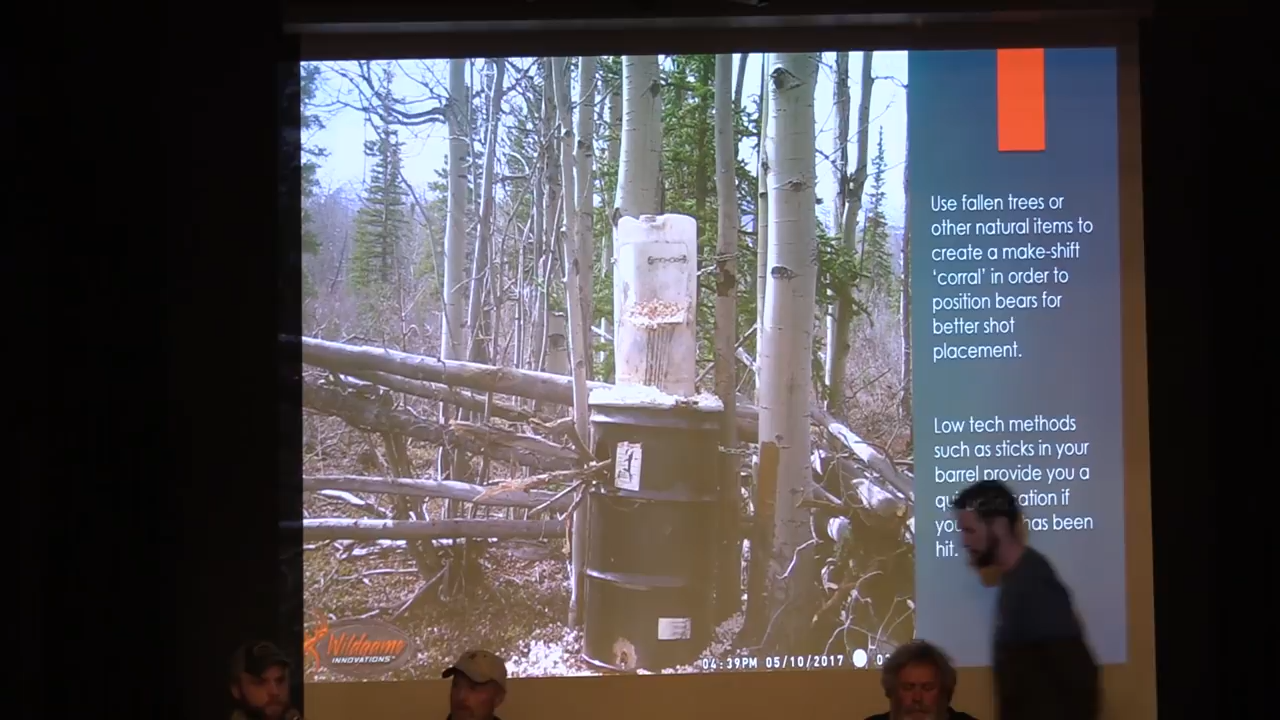 Use fallen trees or
other natural items to
create a make-shift
‘corral’ in order to
position bears for
better shot
placement.
Low tech methods
such as sticks in your
barrel provide you a
if
has been
hit.
1
Wildgame
INNOVATIONS
04:39PM 05/10/2017